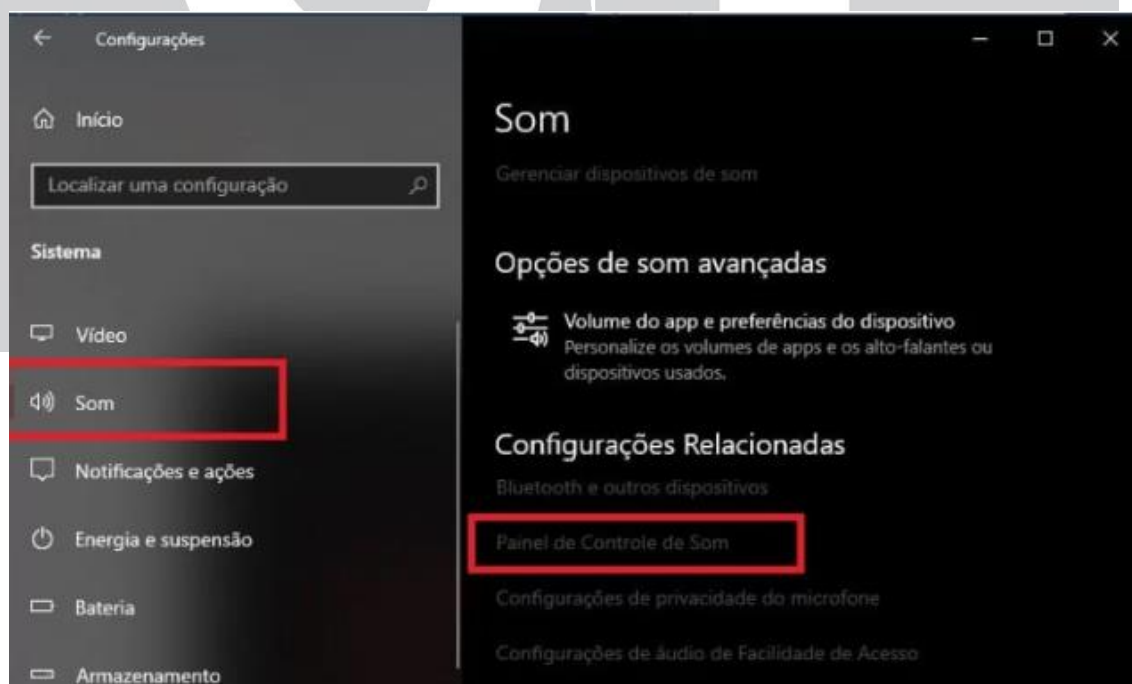 Configurações
Início
Localizar uma configuração
Sistema
Vídeo
Som
Notificações e ações
Energia e suspensão
Bateria
Armazenamento
Som
Gerenciar dispositivos de som
Opções de som avançadas
Volume do app e preferências do dispositivo
Personalize os volumes de apps e os alto-falantes ou
dispositivos usados.
Configurações Relacionadas
Bluetooth e outros dispositivos
Painel de Controle de Som
Configurações de privacidade do microfone
Configurações de áudio de Facilidade de Acesso